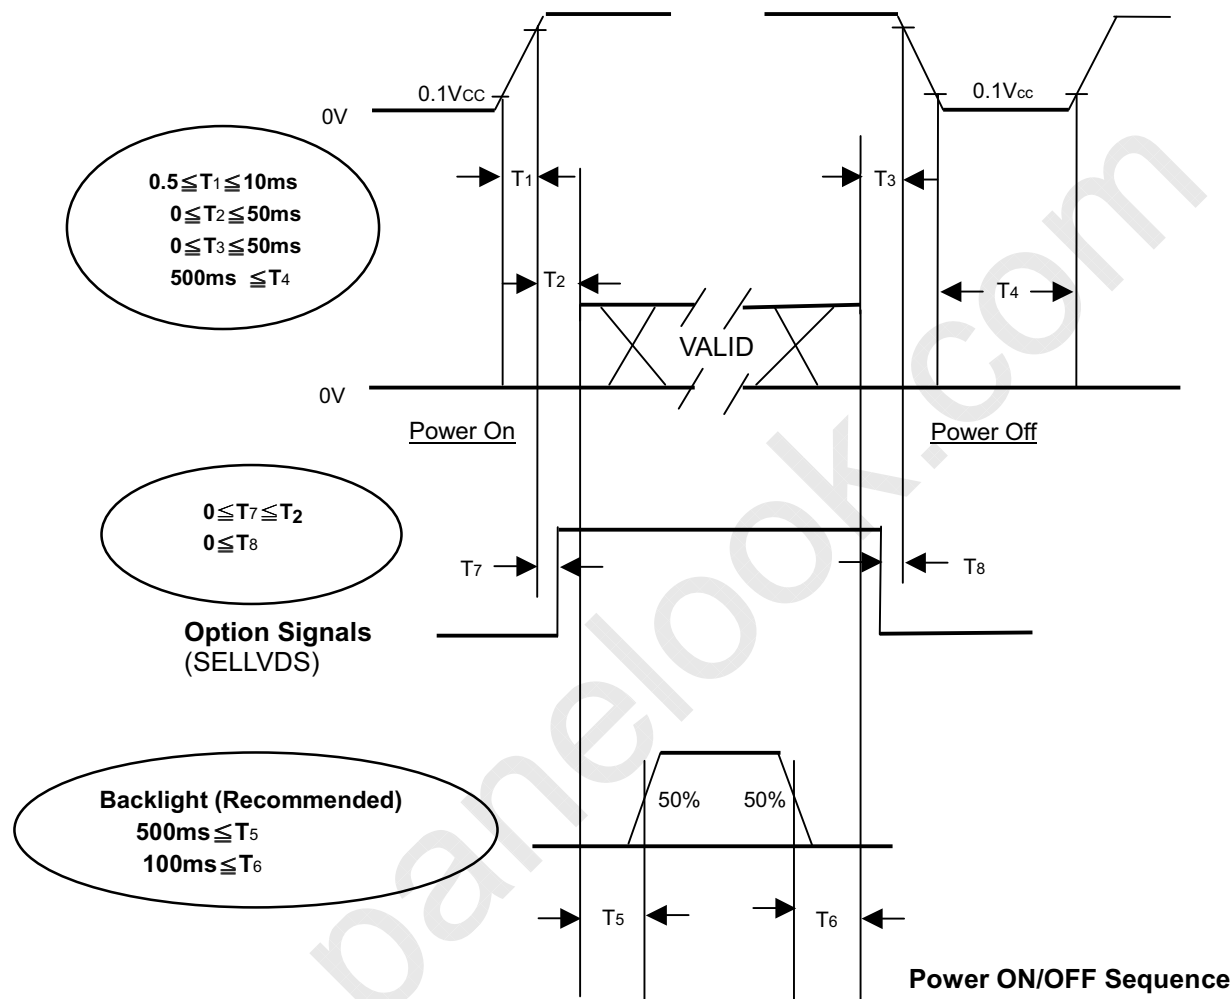 0.1VCC
0.1Vcc
0V
0.5≦T1≦10ms
0≦T2≦50ms
0≦T3≦50ms
500ms ≦T4
T1
T3
T2
T4
VALID
0V
Power On
Power Off
0≦T7≦T2
0≦T8
T7
T8
Option Signals
(SELLVDS)
Backlight (Recommended)
500ms≦T5
100ms≦T6
50% 50%
T5
T6
Power ON/OFF Sequence
panelook.com